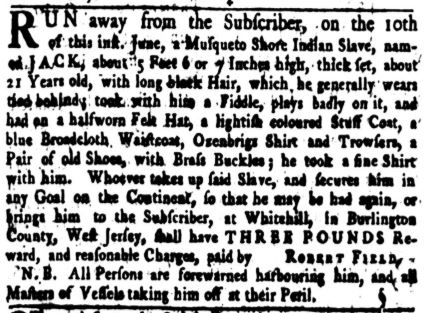 RUN away from the Subſcriber, on the 10th
of this inſt. June, a Muſqueto Shore Indian Slave, nam-
ed JACK, about 5 Feet 6 or 7 Inches high, thick ſet, about
21 Years old, with long black Hair, which he generally wears
tied behind; took with him a Fiddle, plays badly on it, and
had on a halfworn Felt Hat, a lightiſh coloured Stuff Coat, a
blue Broadcloth Waiſtcoat, Ozenbrigs Shirt and Trowſers, a
Pair of old Shoes, with Braſs Buckles; he took a fine Shirt
with him. Whoever takes up ſaid Slave, and ſecures him in
any Goal on the Continent, ſo that he may be had again, or
brings him to the Subſcriber, at Whitehill, in Burlington
County, Weſt Jerſey, ſhall have THREE POUNDS Re-
ward, and reaſonable Charges, paid by ROBERT FIELD.
N. B. All Perſons are forewarned harbouring him, and all
Maſters of Veſſels taking him off at their Peril. §